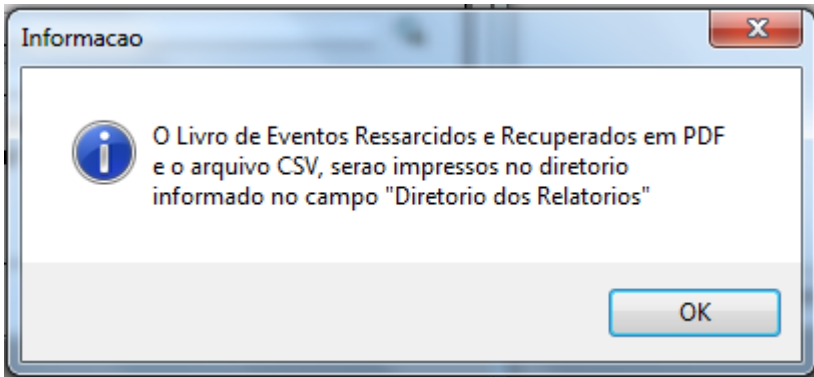 Informacao
O Livro de Eventos Ressarcidos e Recuperados em PDF
e o arquivo CSV, serao impressos no diretorio
informado no campo "Diretorio dos Relatorios"
OK